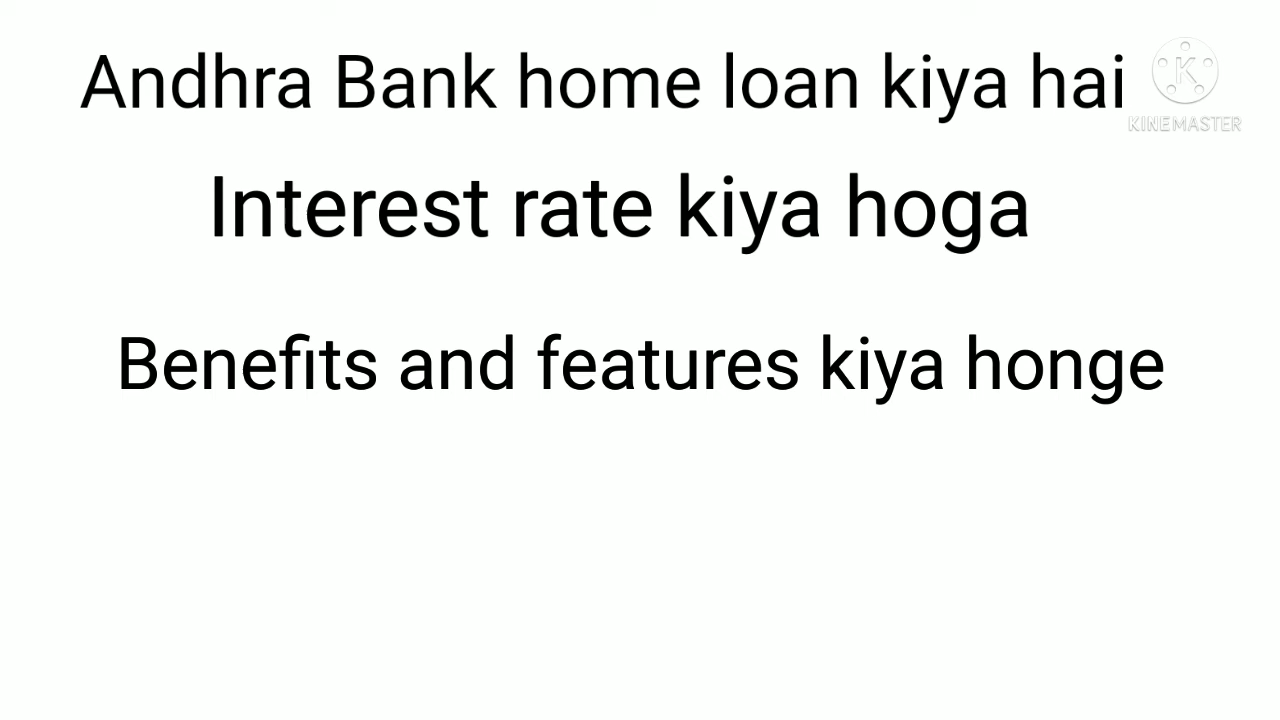 Andhra Bank home loan kiya hai
K
KINEMASTER
Interest rate kiya hoga
Benefits and features kiya honge